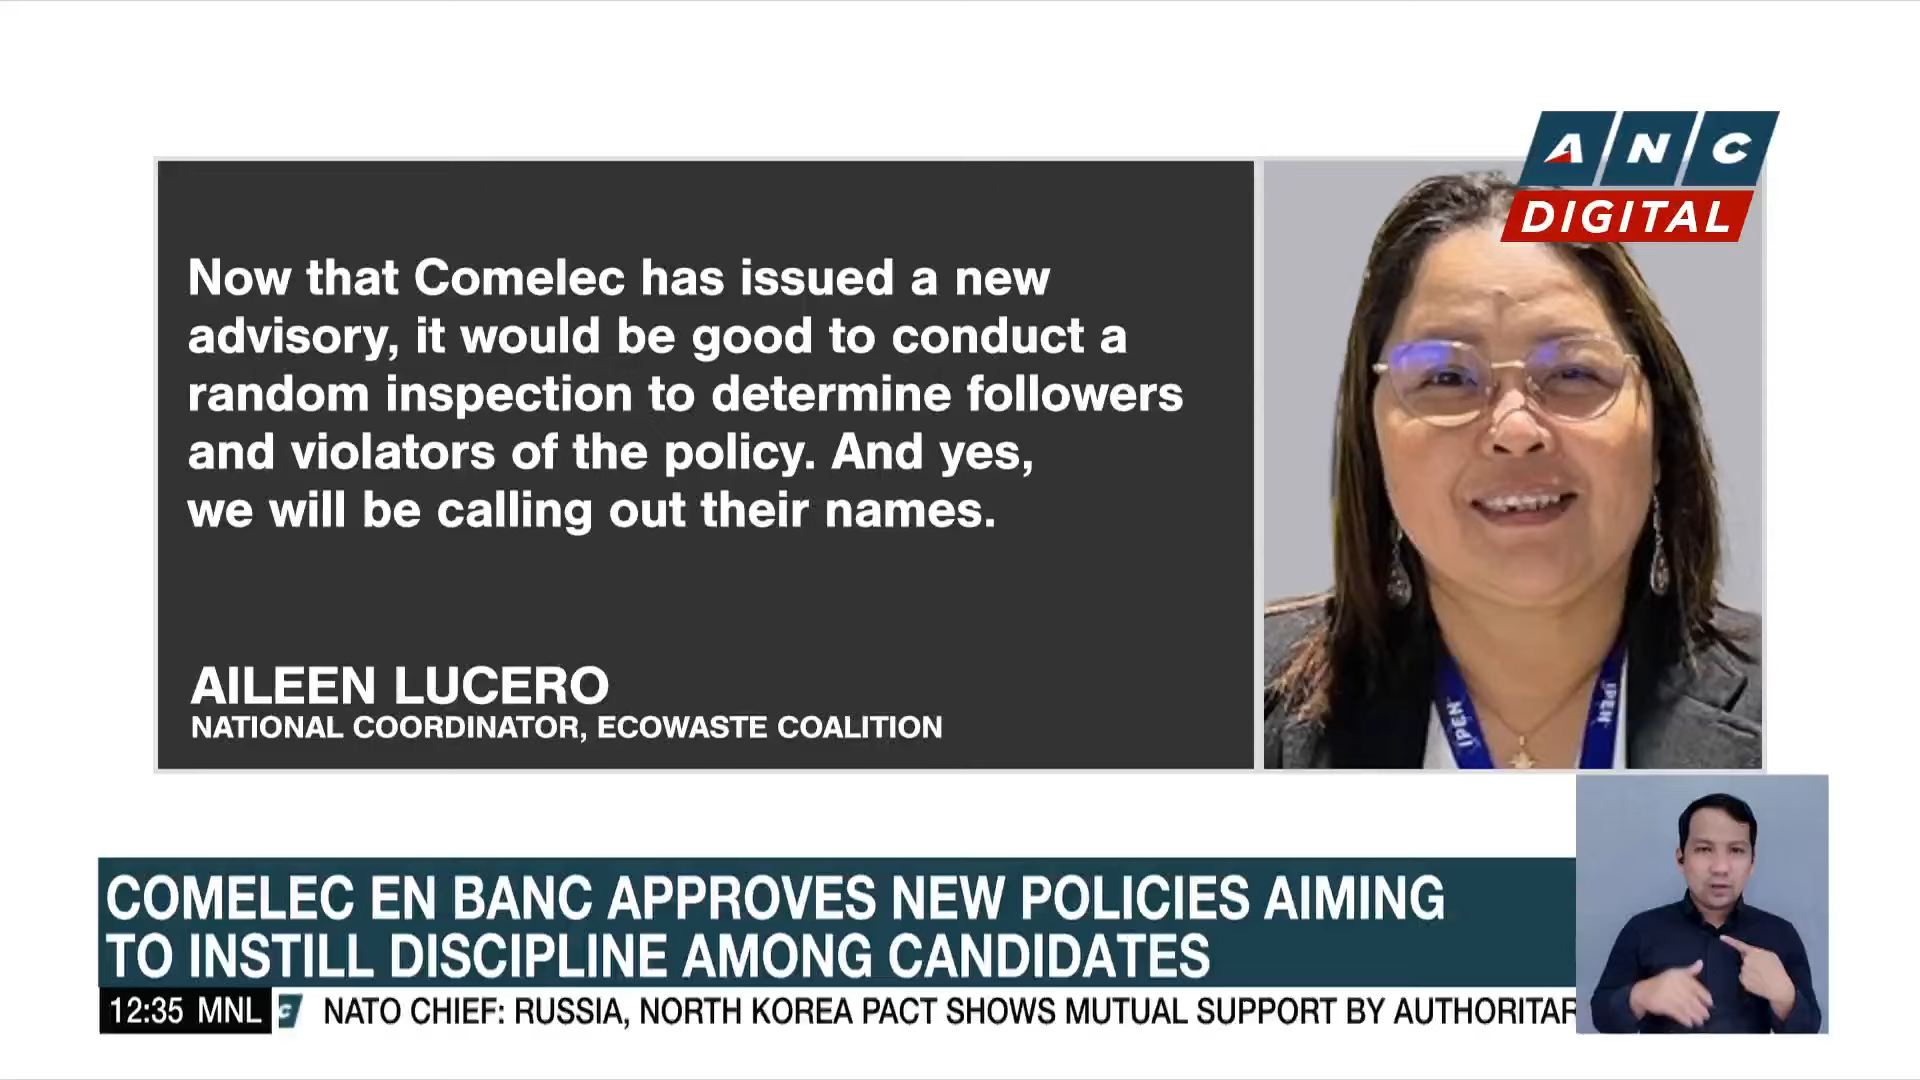 ANC
DIGITAL
Now that Comelec has issued a new
advisory, it would be good to conduct a
random inspection to determine followers
and violators of the policy. And yes,
we will be calling out their names.
AILEEN LUCERO
NATIONAL COORDINATOR, ECOWASTE COALITION
IPEN
IPEN
COMELEC EN BANC APPROVES NEW POLICIES AIMING
TO INSTILL DISCIPLINE AMONG CANDIDATES
12:35 MNL
C NATO CHIEF: RUSSIA, NORTH KOREA PACT SHOWS MUTUAL SUPPORT BY AUTHORITAR